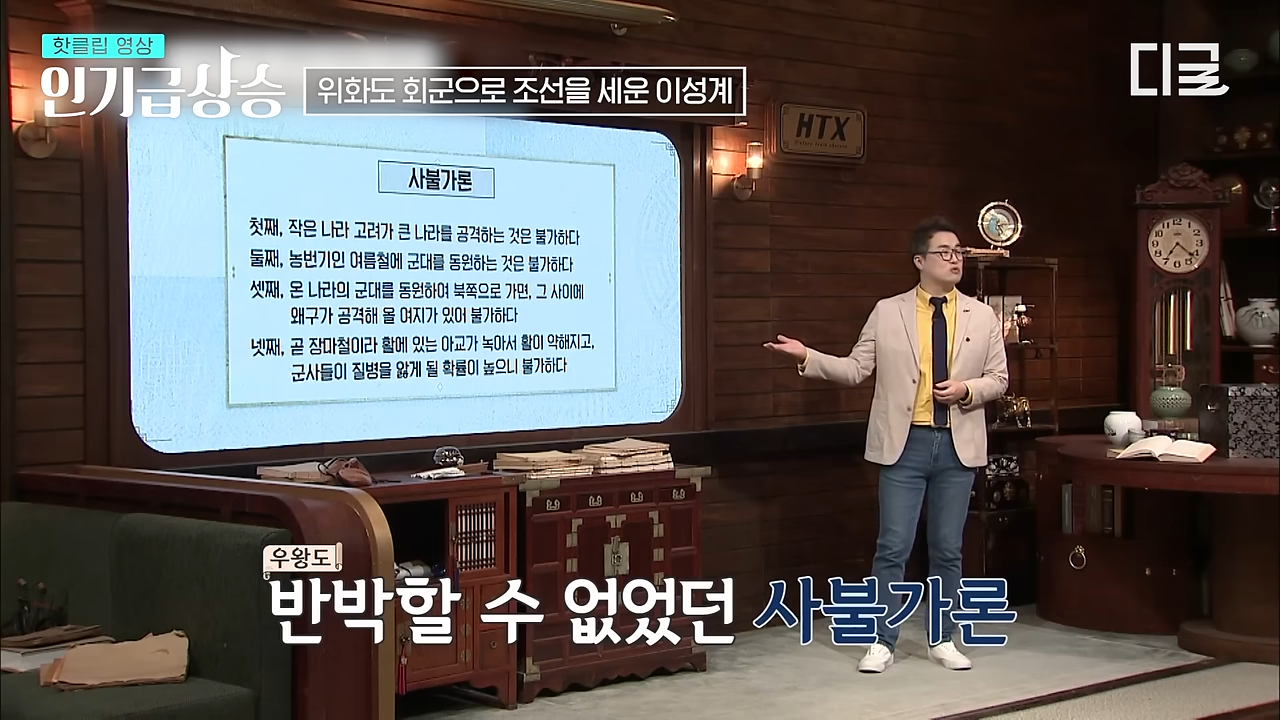 핫클립 영상
인기급상승
위화도 회군으로 조선을 세운 이성계
디글
HTX
사불가론
첫째, 작은 나라 고려가 큰 나라를 공격하는 것은 불가하다
둘째, 농번기인 여름철에 군대를 동원하는 것은 불가하다
셋째, 온 나라의 군대를 동원하여 북쪽으로 가면, 그 사이에
왜구가 공격해 올 여지가 있어 불가하다
넷째, 곧 장마철이라 활에 있는 아교가 녹아서 활이 약해지고,
군사들이 질병을 앓게 될 확률이 높으니 불가하다
우왕도
반박할 수 없었던 사불가론